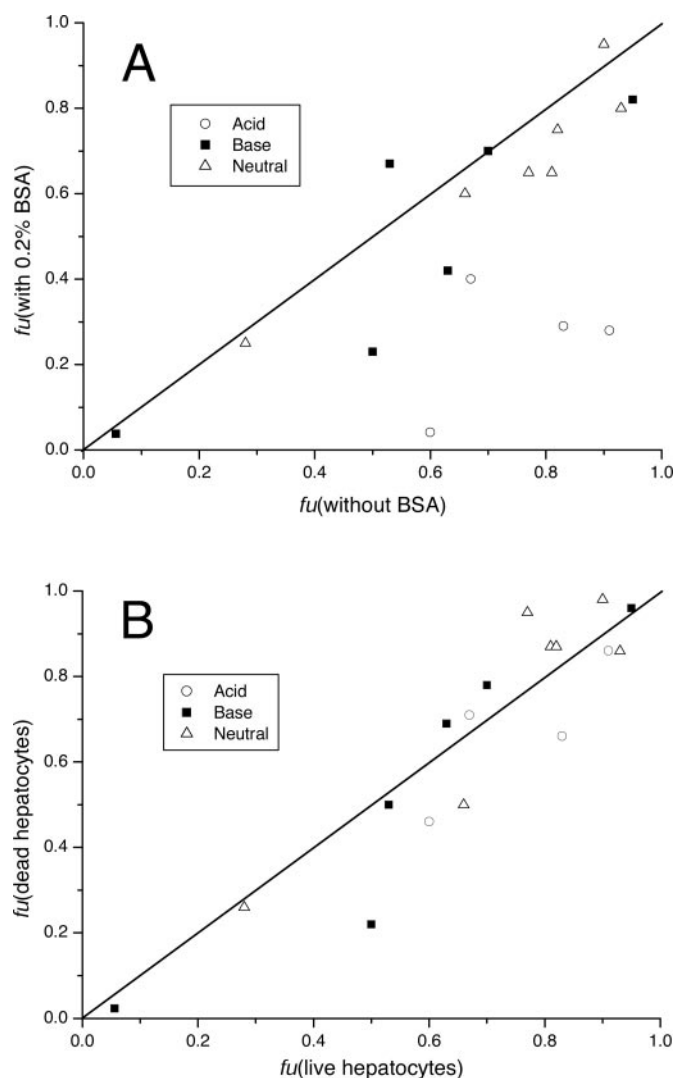 A
Acid
Base
Neutral
fu(with 0.2% BSA)
1.0
0.8
0.6
0.4
0.2
0.0
0.0 0.2 0.4 0.6 0.8 1.0
fu(without BSA)
B
Acid
Base
Neutral
fu(dead hepatocytes)
1.0
0.8
0.6
0.4
0.2
0.0
0.0 0.2 0.4 0.6 0.8 1.0
fu(live hepatocytes)